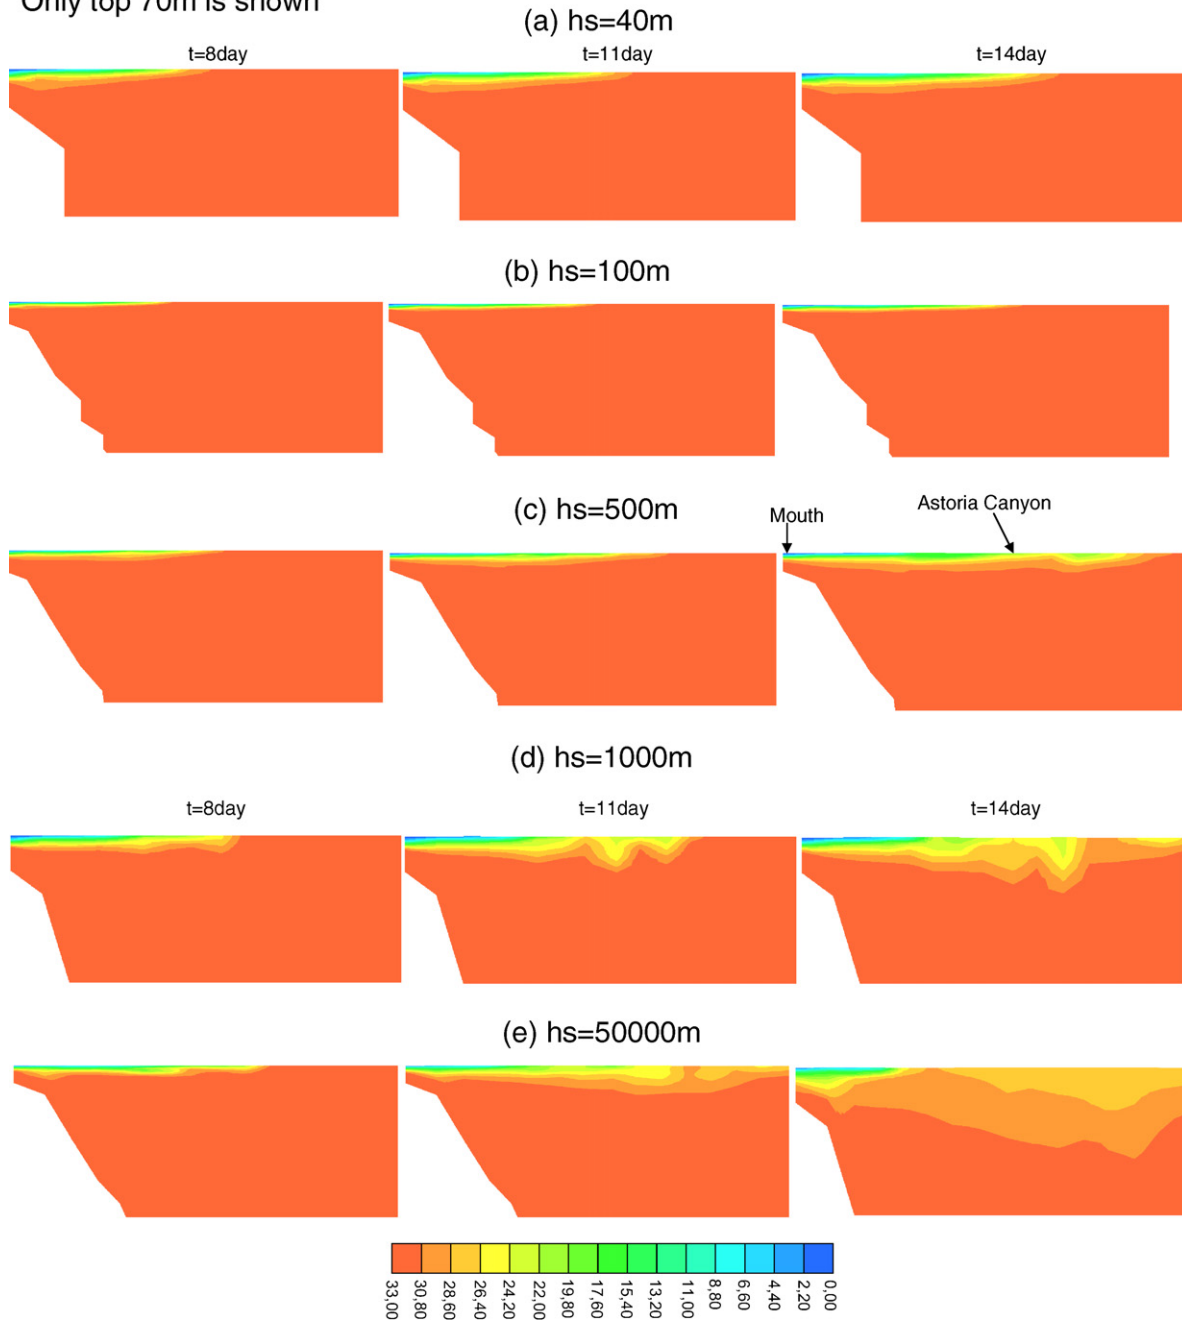 Only top 70m is shown
(a) hs=40m
t=8day
t=11day
t=14day
(b) hs=100m
(c) hs=500m
Mouth
Astoria Canyon
(d) hs=1000m
t=8day
t=11day
t=14day
(e) hs=50000m
33,00
30,80
28,60
26,40
24,20
22,00
19,80
17,60
15,40
13,20
11,00
8,80
6,60
4,40
2,20
0,00